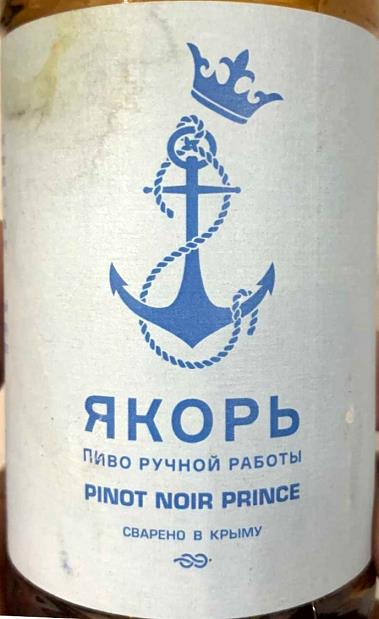 ЯКОРЬ
ПИВО РУЧНОЙ РАБОТЫ
PINOT NOIR PRINCE
СВАРЕНО В КРЫМУ